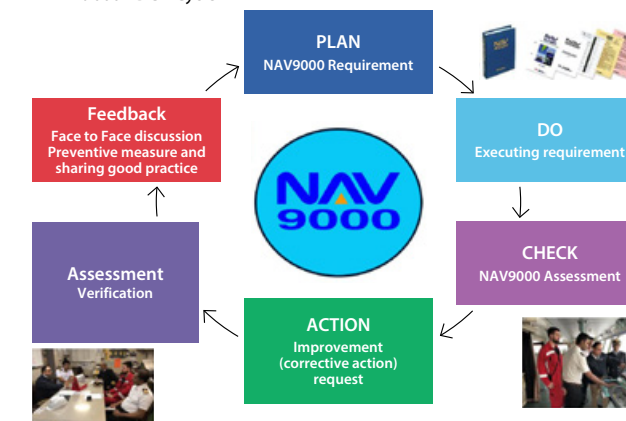 PLAN
NAV9000 Requirement
DO
Executing requirement
CHECK
NAV9000 Assessment
ACTION
Improvement
(corrective action)
request
Assessment
Verification
Feedback
Face to Face discussion
Preventive measure and
sharing good practice
NAV
9000